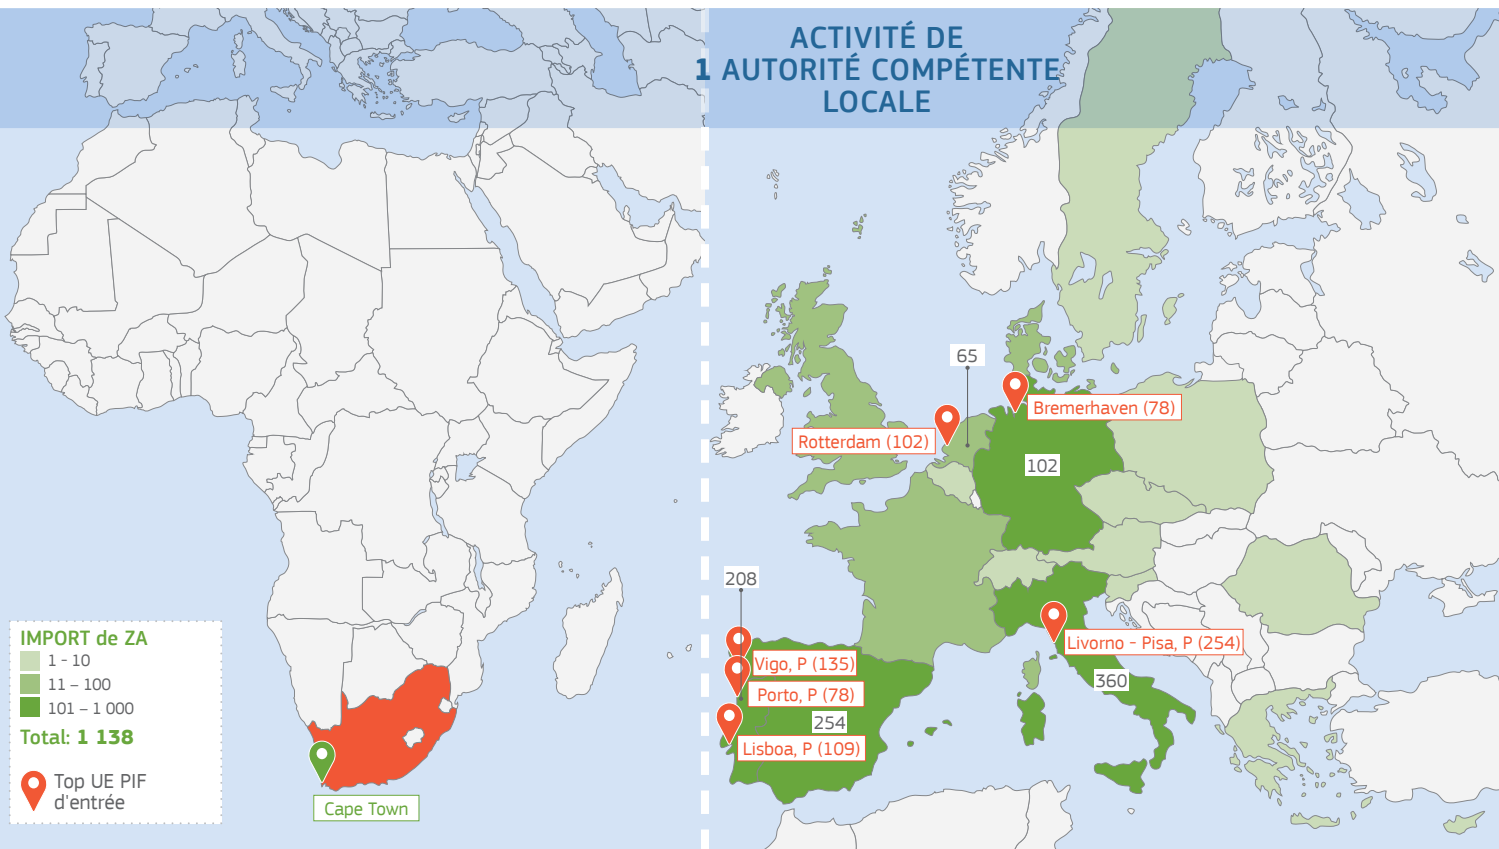 ACTIVITÉ DE
1 AUTORITÉ COMPÉTENTE
LOCALE
65
Bremerhaven (78)
Rotterdam (102)
102
208
IMPORT de ZA
1 - 10
11 – 100
101 – 1 000
Total: 1 138
Top UE PIF
d'entrée
Cape Town
Livorno - Pisa, P (254)
Vigo, P (135)
360
Porto, P (78)
254
Lisboa, P (109)